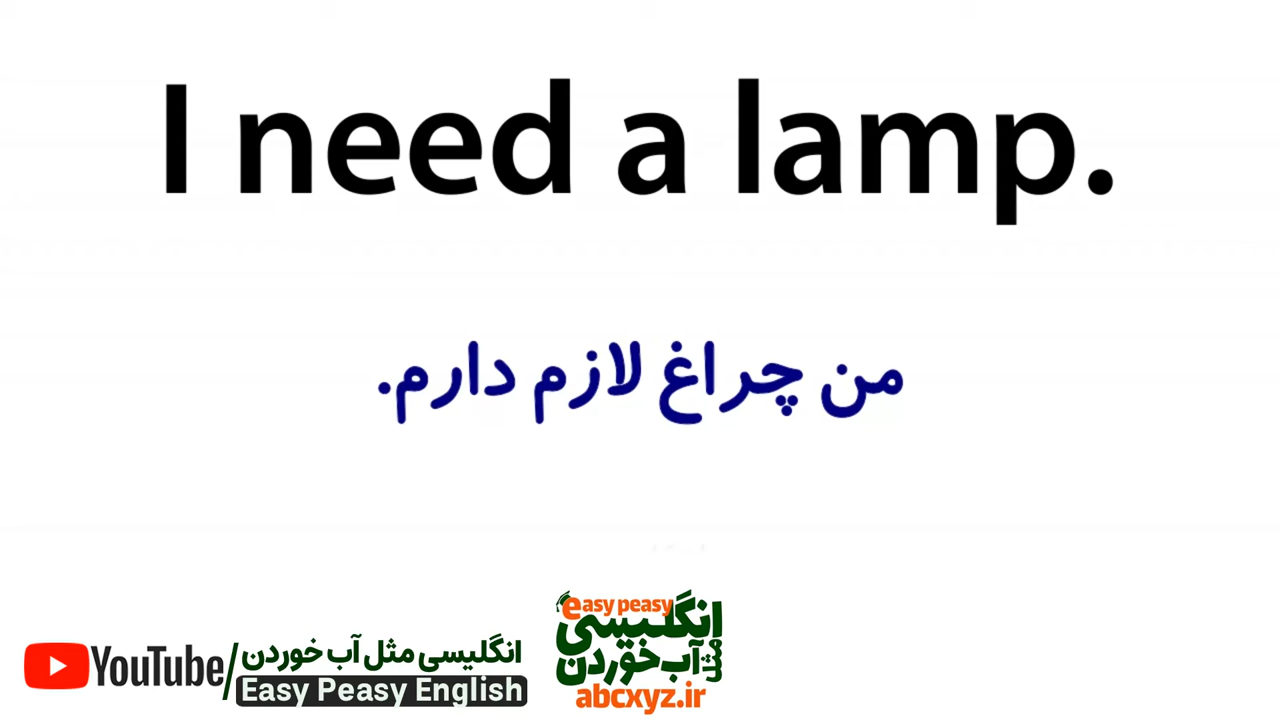 I need a lamp.
من چراغ لازم دارم.
YouTube/انگلیسی مثل آب خوردن
Easy Peasy English
easy peasy
انگلیسی
مثل
آب خوردن
abcxyz.ir